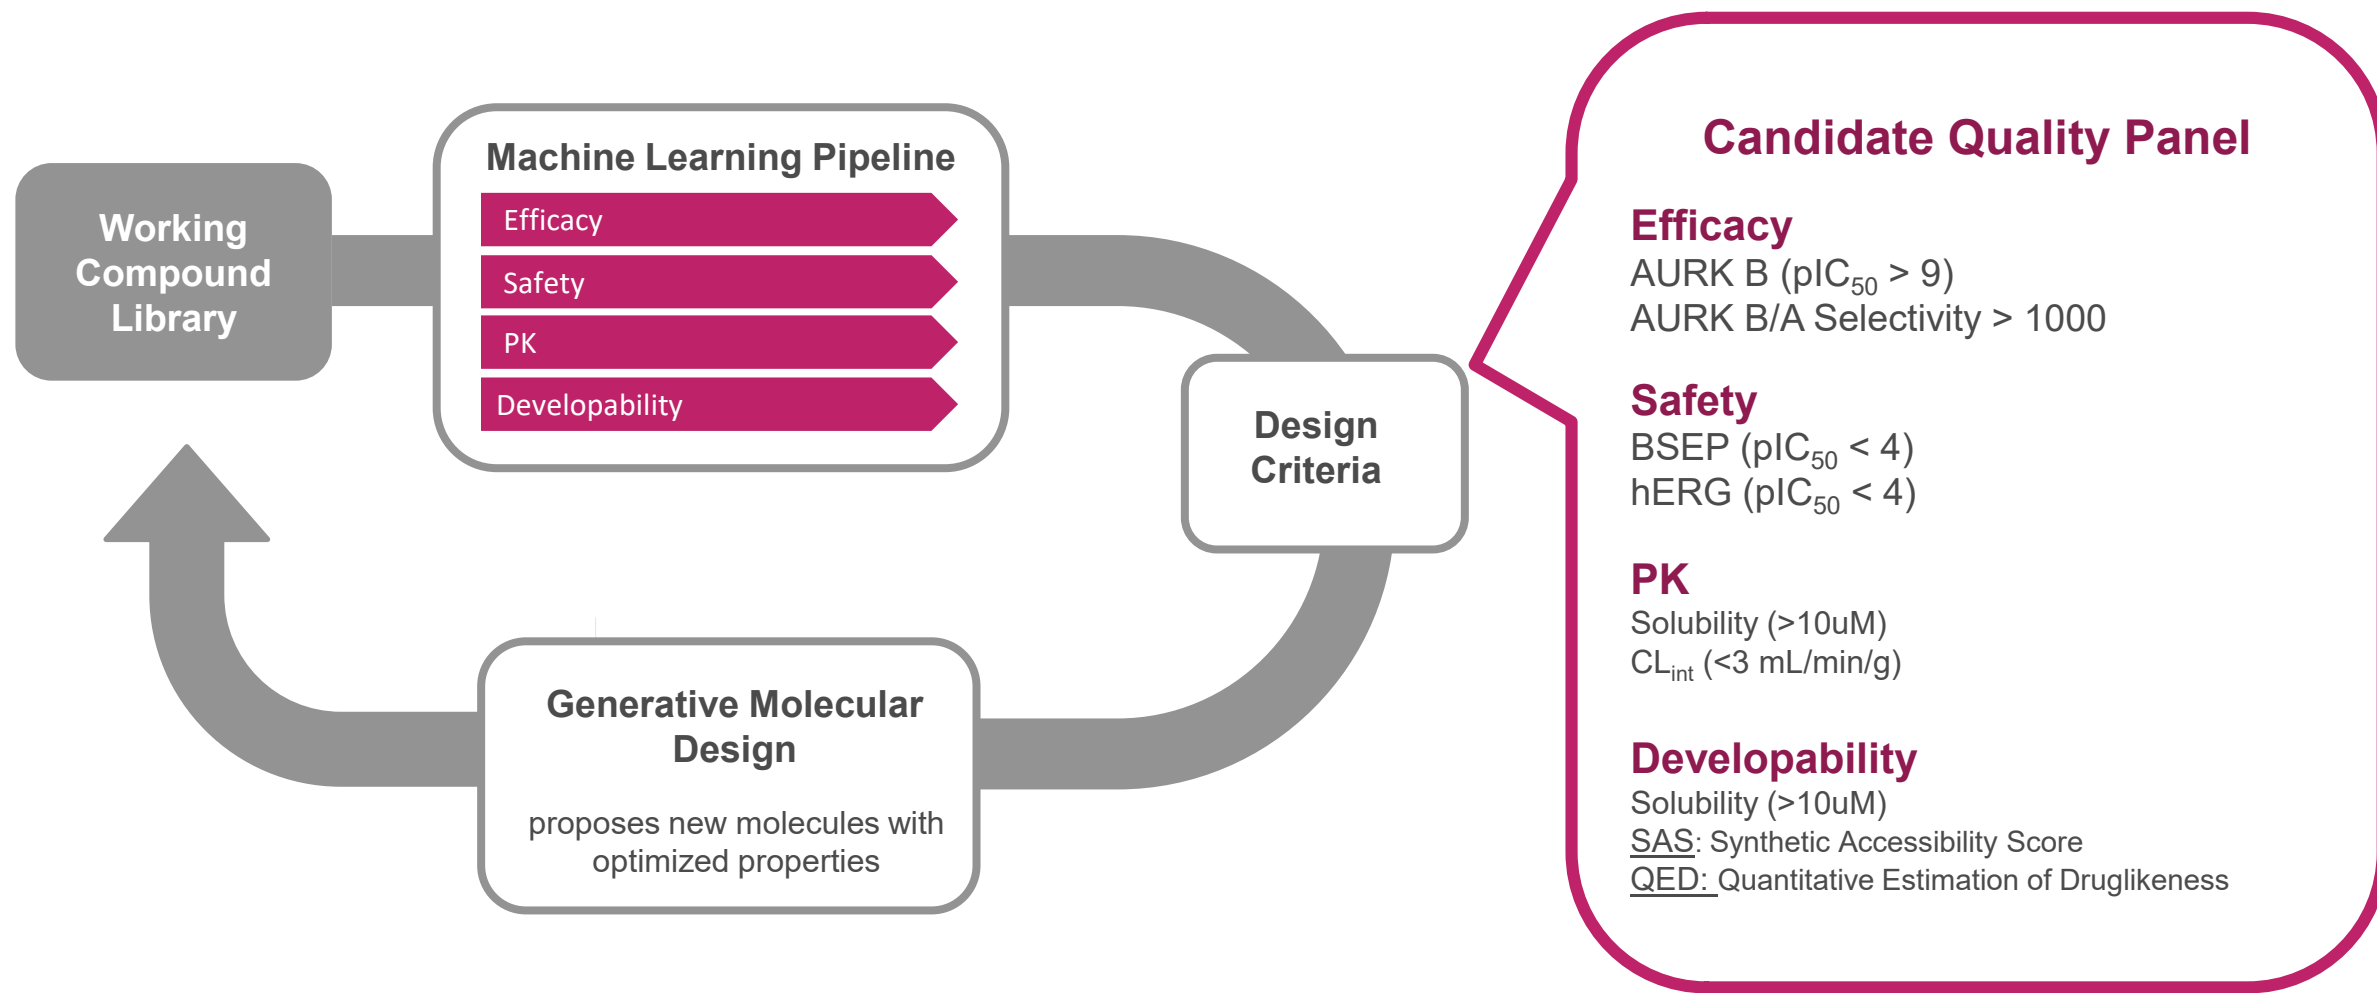 Working
Compound
Library
Machine Learning Pipeline
Efficacy
Safety
PK
Developability
Design
Criteria
Generative Molecular
Design
proposes new molecules with
optimized properties
Candidate Quality Panel
Efficacy
AURK B (pIC50 > 9)
AURK B/A Selectivity > 1000
Safety
BSEP (pIC50 < 4)
hERG (pIC50 < 4)
PK
Solubility (>10uM)
CLint (<3 mL/min/g)
Developability
Solubility (>10uM)
SAS: Synthetic Accessibility Score
QED: Quantitative Estimation of Druglikeness